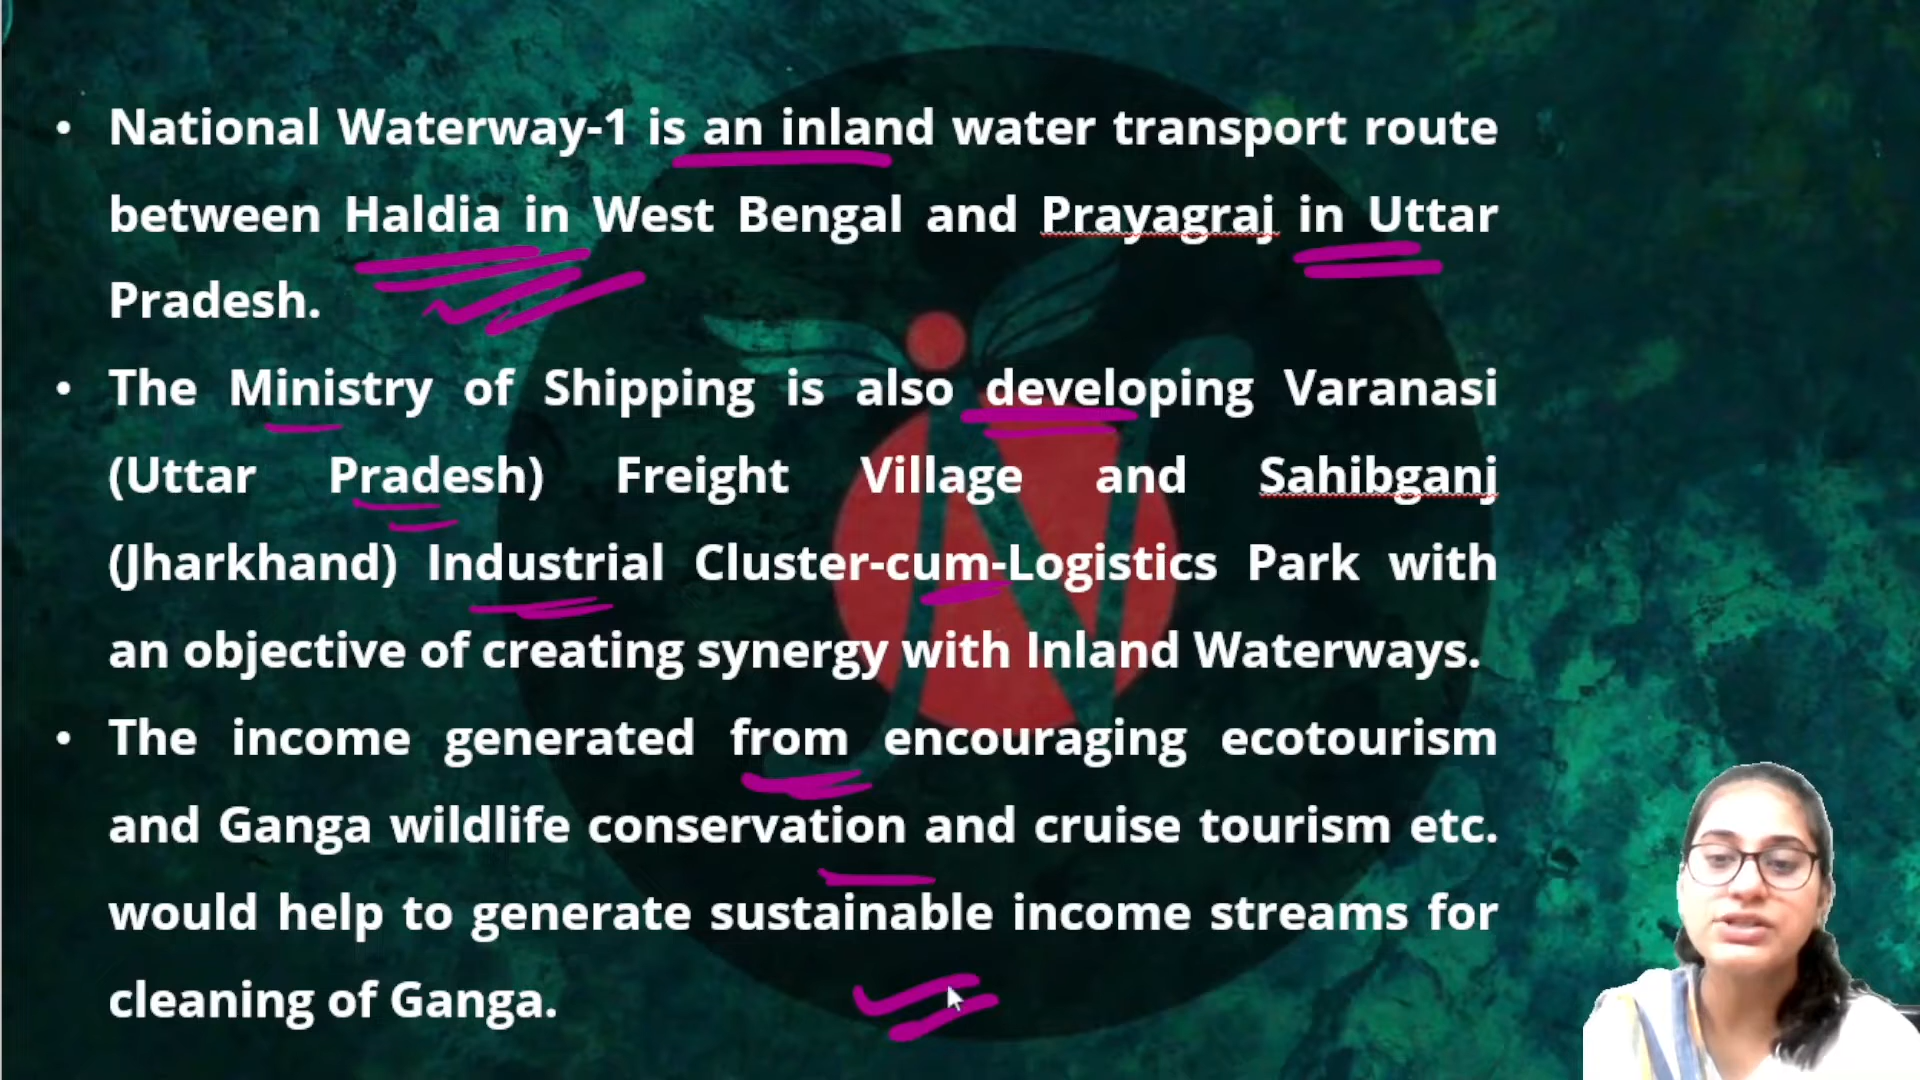 • National Waterway-1 is an inland water transport route
between Haldia in West Bengal and Prayagraj in Uttar
Pradesh.
• The Ministry of Shipping is also developing Varanasi
(Uttar Pradesh) Freight Village and Sahibganj
(Jharkhand) Industrial Cluster-cum-Logistics Park with
an objective of creating synergy with Inland Waterways.
• The income generated from encouraging ecotourism
and Ganga wildlife conservation and cruise tourism etc.
would help to generate sustainable income streams for
cleaning of Ganga.